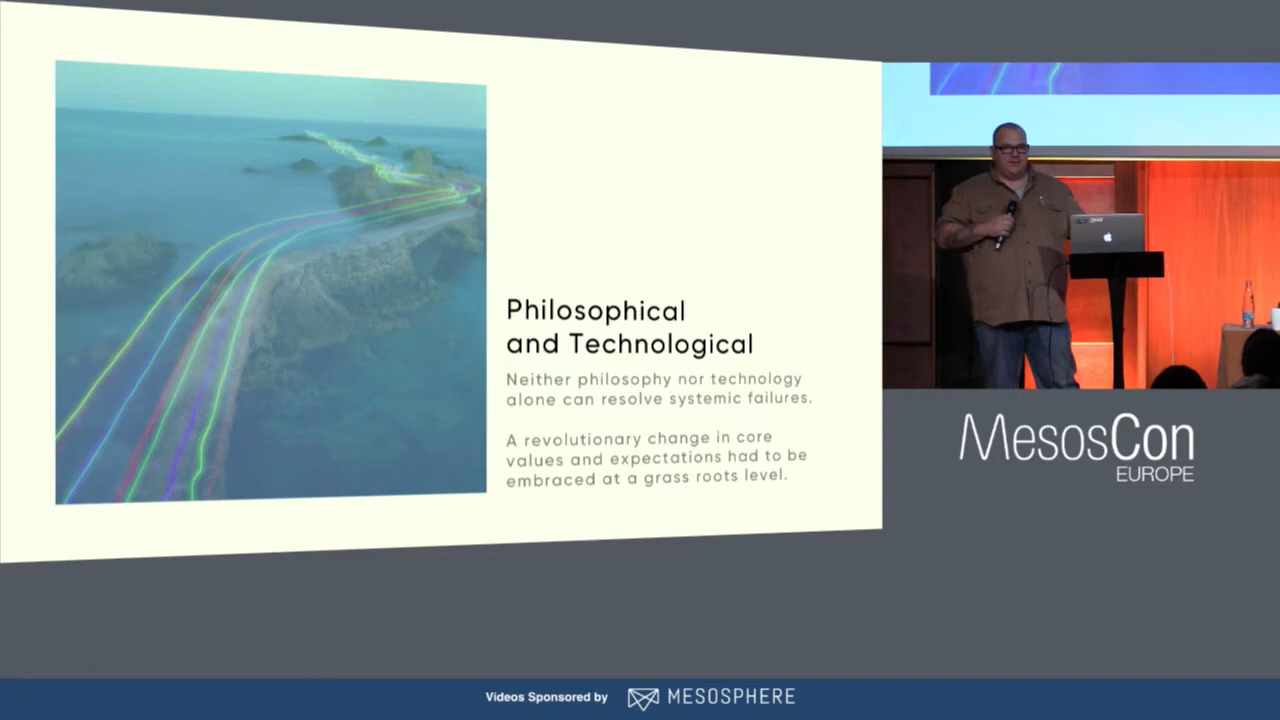 Philosophical
and Technological
Neither philosophy nor technology
alone can resolve systemic failures.
A revolutionary change in core
values and expectations had to be
embraced at a grass roots level.
MesosCon
EUROPE
Videos Sponsored by MESOSPHERE